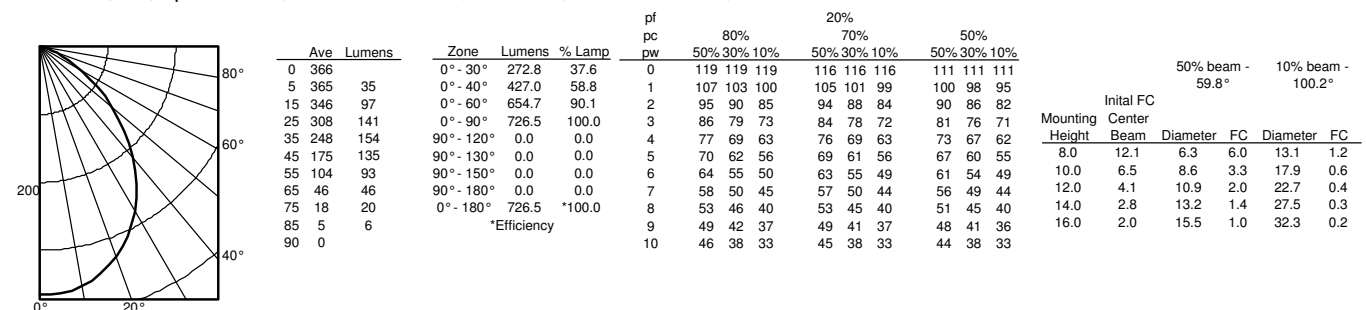 80°
60°
40°
200
0°
20°
Ave Lumens
0 366
5 365 35
15 346 97
25 308 141
35 248 154
45 175 135
55 104 93
65 46 46
75 18 20
85 5 6
90 0
Zone Lumens % Lamp
0°- 30° 272.8 37.6
0°- 40° 427.0 58.8
0°- 60° 654.7 90.1
0°- 90° 726.5 100.0
90°- 120° 0.0 0.0
90°- 130° 0.0 0.0
90°- 150° 0.0 0.0
90°- 180° 0.0 0.0
0°- 180° 726.5 *100.0
*Efficiency
pf 20%
pc 80% 70% 50%
pw 50% 30% 10% 50% 30% 10% 50% 30% 10%
0 119 119 119 116 116 116 111 111 111
1 107 103 100 105 101 99 100 98 95
2 95 90 85 94 88 84 90 86 82
3 86 79 73 84 78 72 81 76 71
4 77 69 63 76 69 63 73 67 62
5 70 62 56 69 61 56 67 60 55
6 64 55 50 63 55 49 61 54 49
7 58 50 45 57 50 44 56 49 44
8 53 46 40 53 45 40 51 45 40
9 49 42 37 49 41 37 48 41 36
10 46 38 33 45 38 33 44 38 33
50% beam - 10% beam -
59.8° 100.2°
Inital FC
Mounting Center
Height Beam Diameter FC Diameter FC
8.0 12.1 6.3 6.0 13.1 1.2
10.0 6.5 8.6 3.3 17.9 0.6
12.0 4.1 10.9 2.0 22.7 0.4
14.0 2.8 13.2 1.4 27.5 0.3
16.0 2.0 15.5 1.0 32.3 0.2